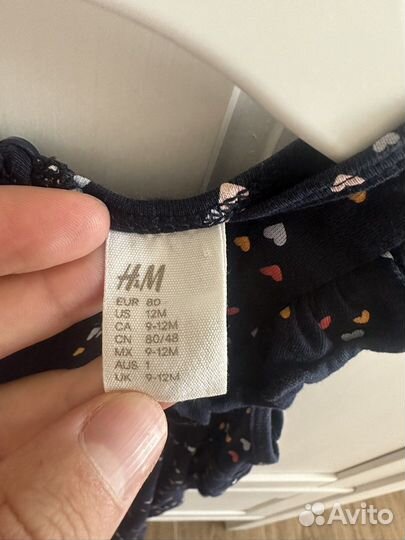 H&M
EUR 80
US 12M
CA 9-12M
CN 80/48
MX 9-12M
AUS 1
UK 9-12M
Avito